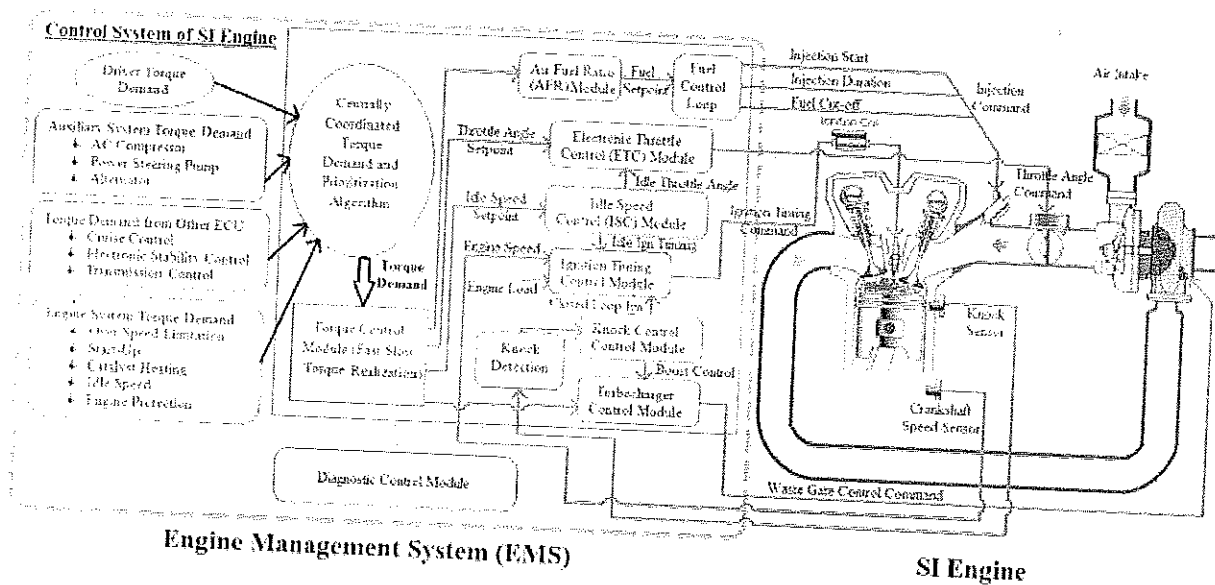 Control System of SI Engine
Driver Torque
Demand
Auxiliary System Torque Demand
AC Compressor
Power Steering Pump
Alternator
Torque Demand from Other ECU
Cruise Control
Electronic Stability Control
Transmission Control
Engine System Torque Demand
Over Speed Limitation
Start-Up
Catalyst Heating
Idle Speed
Engine Protection
Centrally
Coordinated
Torque
Demand and
Prioritization
Algorithm
Torque
Demand
Torque Control
Module (Fast Slow
Torque Realization)
Air Fuel Ratio
(AFR) Module
Fuel
Setpoint
Fuel
Control
Loop
Throttle Angle
Setpoint
Electronic Throttle
Control (ETC) Module
Idle Throttle Angle
Idle Speed
Setpoint
Idle Speed
Control (ISC) Module
Idle Ign Timing
Engine Speed
Engine Load
Ignition Timing
Control Module
Closed Loop Ign
Knock
Detection
Knock Control
Control Module
Boost Control
Turbocharger
Control Module
Diagnostic Control Module
Injection Start
Injection Duration
Fuel Cut-off
Ignition Coil
Injection
Command
Air Intake
Throttle Angle
Command
Ignition Timing
Command
Knock
Sensor
Crankshaft
Speed Sensor
Waste Gate Control Command
Engine Management System (EMS)
SI Engine